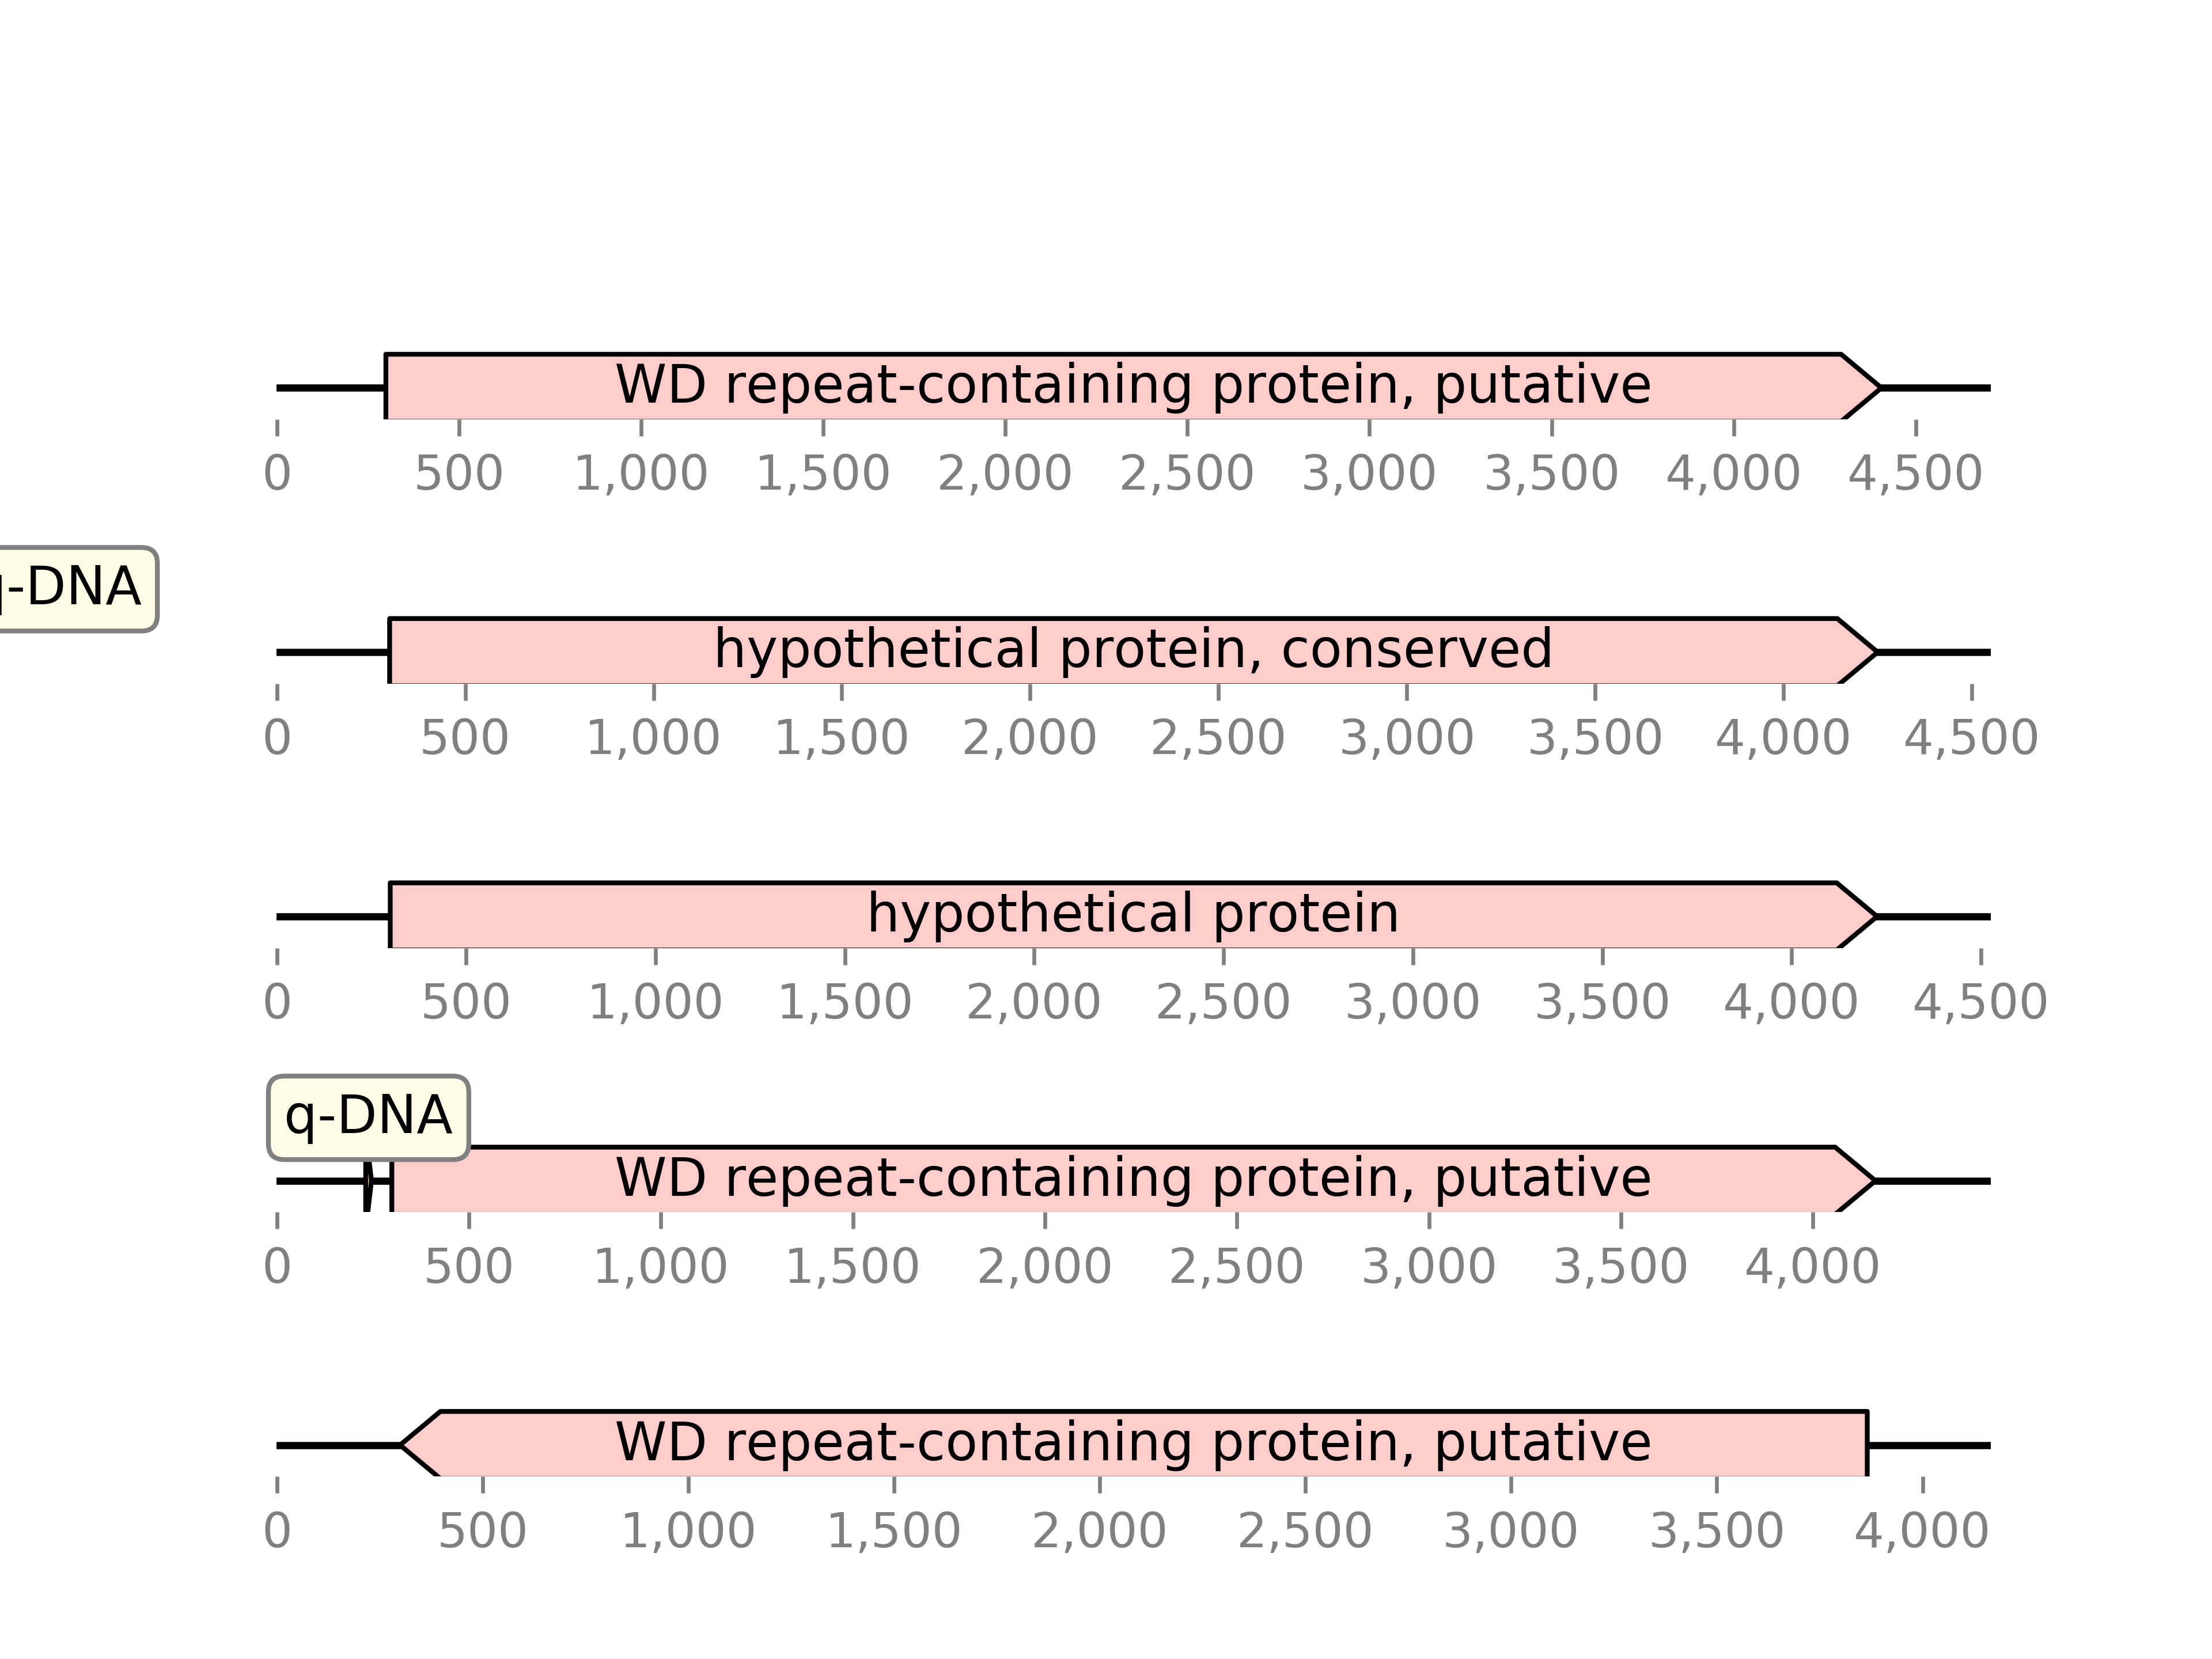 WD repeat-containing protein, putative
0 500 1,000 1,500 2,000 2,500 3,000 3,500 4,000 4,500
-DNA
hypothetical protein, conserved
0 500 1,000 1,500 2,000 2,500 3,000 3,500 4,000 4,500
hypothetical protein
0 500 1,000 1,500 2,000 2,500 3,000 3,500 4,000 4,500
q-DNA
WD repeat-containing protein, putative
0 500 1,000 1,500 2,000 2,500 3,000 3,500 4,000
WD repeat-containing protein, putative
0 500 1,000 1,500 2,000 2,500 3,000 3,500 4,000